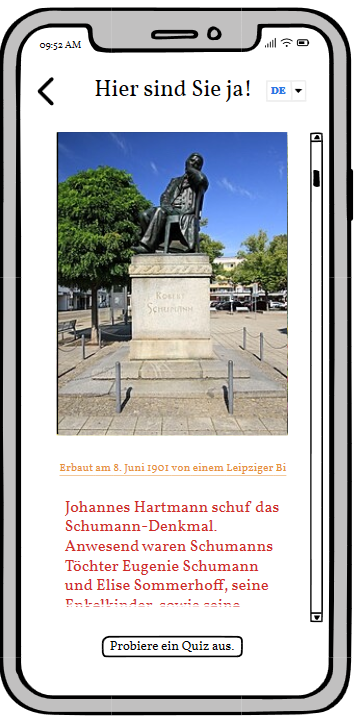 09:52 AM
Hier sind Sie ja!
DE
ROBERT
SCHUMANN
Erbaut am 8. Juni 1901 von einem Leipziger Bi
Johannes Hartmann schuf das
Schumann-Denkmal.
Anwesend waren Schumanns
Töchter Eugenie Schumann
und Elise Sommerhoff, seine
Enkelkinder, sowie seine
Probiere ein Quiz aus.